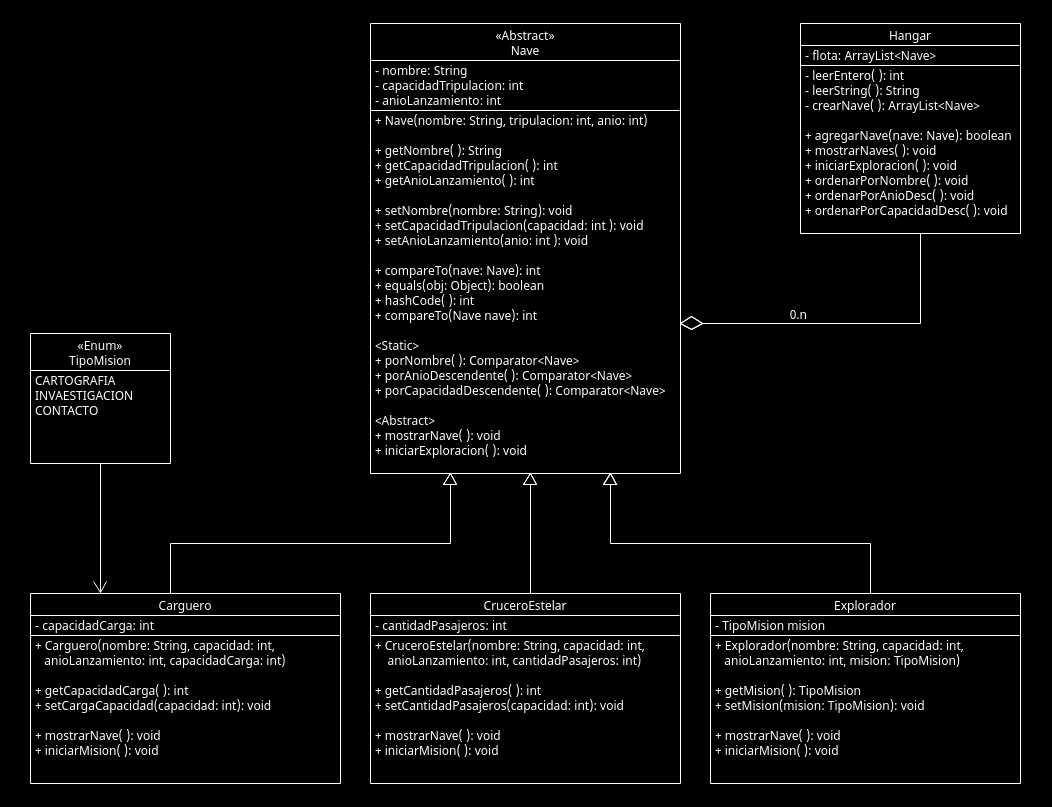 «Abstract»
Nave
- nombre: String
- capacidadTripulacion: int
- anioLanzamiento: int
+ Nave(nombre: String, tripulacion: int, anio: int)
+ getNombre( ): String
+ getCapacidadTripulacion( ): int
+ getAnioLanzamiento( ): int
+ setNombre(nombre: String): void
+ setCapacidadTripulacion(capacidad: int ): void
+ setAnioLanzamiento(anio: int ): void
+ compareTo(nave: Nave): int
+ equals(obj: Object): boolean
+ hashCode( ): int
+ compareTo(Nave nave): int
<Static>
+ porNombre( ): Comparator<Nave>
+ porAnioDescendente( ): Comparator<Nave>
+ porCapacidadDescendente( ): Comparator<Nave>
<Abstract>
+ mostrarNave( ): void
+ iniciarExploracion( ): void
Hangar
- flota: ArrayList<Nave>
- leerEntero( ): int
- leerString( ): String
- crearNave( ): ArrayList<Nave>
+ agregarNave(nave: Nave): boolean
+ mostrarNaves( ): void
+ iniciarExploracion( ): void
+ ordenarPorNombre( ): void
+ ordenarPorAnioDesc( ): void
+ ordenarPorCapacidadDesc( ): void
0.n
«Enum»
TipoMision
CARTOGRAFIA
INVAESTIGACION
CONTACTO
Carguero
- capacidadCarga: int
+ Carguero(nombre: String, capacidad: int,
anioLanzamiento: int, capacidadCarga: int)
+ getCapacidadCarga( ): int
+ setCargaCapacidad(capacidad: int): void
+ mostrarNave( ): void
+ iniciarMision( ): void
CruceroEstelar
- cantidadPasajeros: int
+ CruceroEstelar(nombre: String, capacidad: int,
anioLanzamiento: int, cantidadPasajeros: int)
+ getCantidadPasajeros( ): int
+ setCantidadPasajeros(capacidad: int): void
+ mostrarNave( ): void
+ iniciarMision( ): void
Explorador
- TipoMision mision
+ Explorador(nombre: String, capacidad: int,
anioLanzamiento: int, mision: TipoMision)
+ getMision( ): TipoMision
+ setMision(mision: TipoMision): void
+ mostrarNave( ): void
+ iniciarMision( ): void